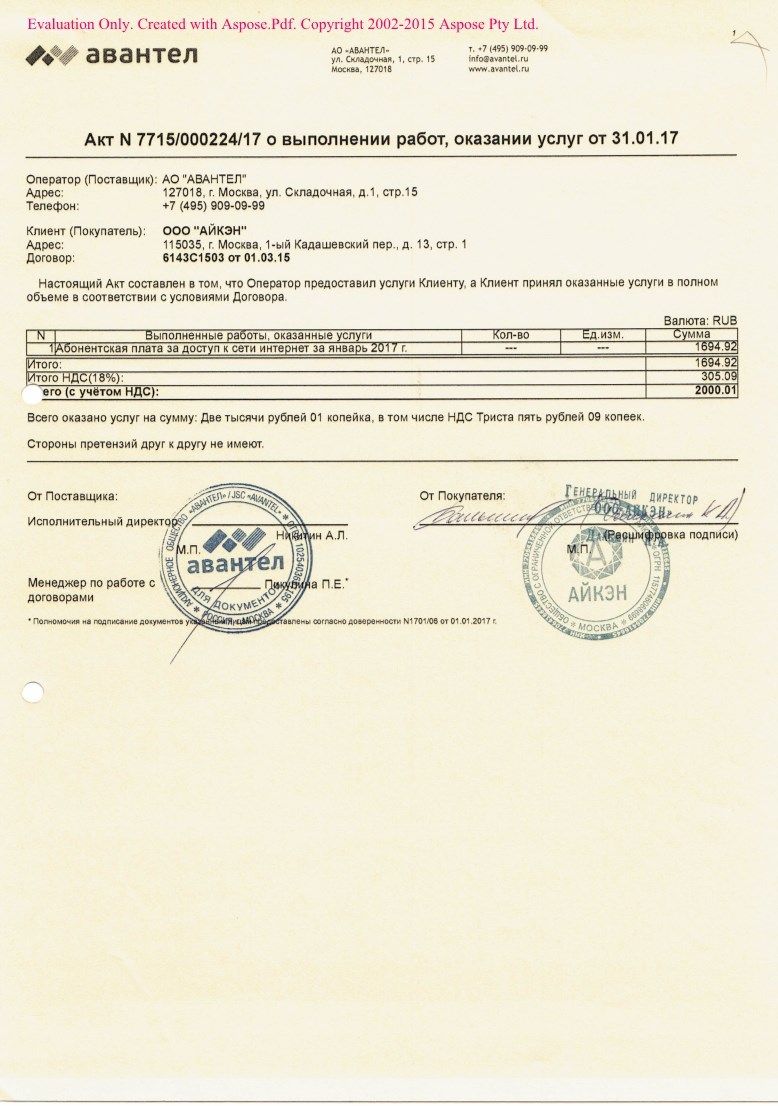 Evaluation Only. Created with Aspose.Pdf. Copyright 2002-2015 Aspose Pty Ltd.
1
авантел
АО «АВАНТЕЛ»
ул. Складочная, 1, стр. 15
Москва, 127018
т. +7 (495) 909-09-99
info@avantel.ru
www.avantel.ru
Акт N 7715/000224/17 о выполнении работ, оказании услуг от 31.01.17
Оператор (Поставщик): АО "АВАНТЕЛ"
Адрес: 127018, г. Москва, ул. Складочная, д.1, стр.15
Телефон: +7 (495) 909-09-99
Клиент (Покупатель): ООО "АЙКЭН"
Адрес: 115035, г. Москва, 1-ый Кадашевский пер., д. 13, стр. 1
Договор: 6143С1503 от 01.03.15
Настоящий Акт составлен в том, что Оператор предоставил услуги Клиенту, а Клиент принял оказанные услуги в полном
объеме в соответствии с условиями Договора.
Валюта: RUB
N Выполненные работы, оказанные услуги Кол-во Ед.изм. Сумма
1 Абонентская плата за доступ к сети интернет за январь 2017 г. --- --- 1694.92
Итого: 1694.92
Итого НДС(18%): 305.09
его (с учётом НДС): 2000.01
Всего оказано услуг на сумму: Две тысячи рублей 01 копейка, в том числе НДС Триста пять рублей 09 копеек.
Стороны претензий друг к другу не имеют.
От Поставщика:
От Покупателя:
Исполнительный директор
Никитин А.Л.
М.П.
Менеджер по работе с
договорами
Пикулина П.Е.*
АКЦИОНЕРНОЕ ОБЩЕСТВО «АВАНТЕЛ» / JSC «AVANTEL»
авантел
ДЛЯ ДОКУМЕНТОВ
РОССИЯ, г. МОСКВА
ГЕНЕРАЛЬНЫЙ ДИРЕКТОР
ООО «АЙКЭН»
(Расшифровка подписи)
М.П.
АЙКЭН
ОБЩЕСТВО С ОГРАНИЧЕННОЙ ОТВЕТСТВЕННОСТЬЮ
МОСКВА
* Полномочия на подписание документов указанным лицам предоставлены согласно доверенности N1701/06 от 01.01.2017 г.